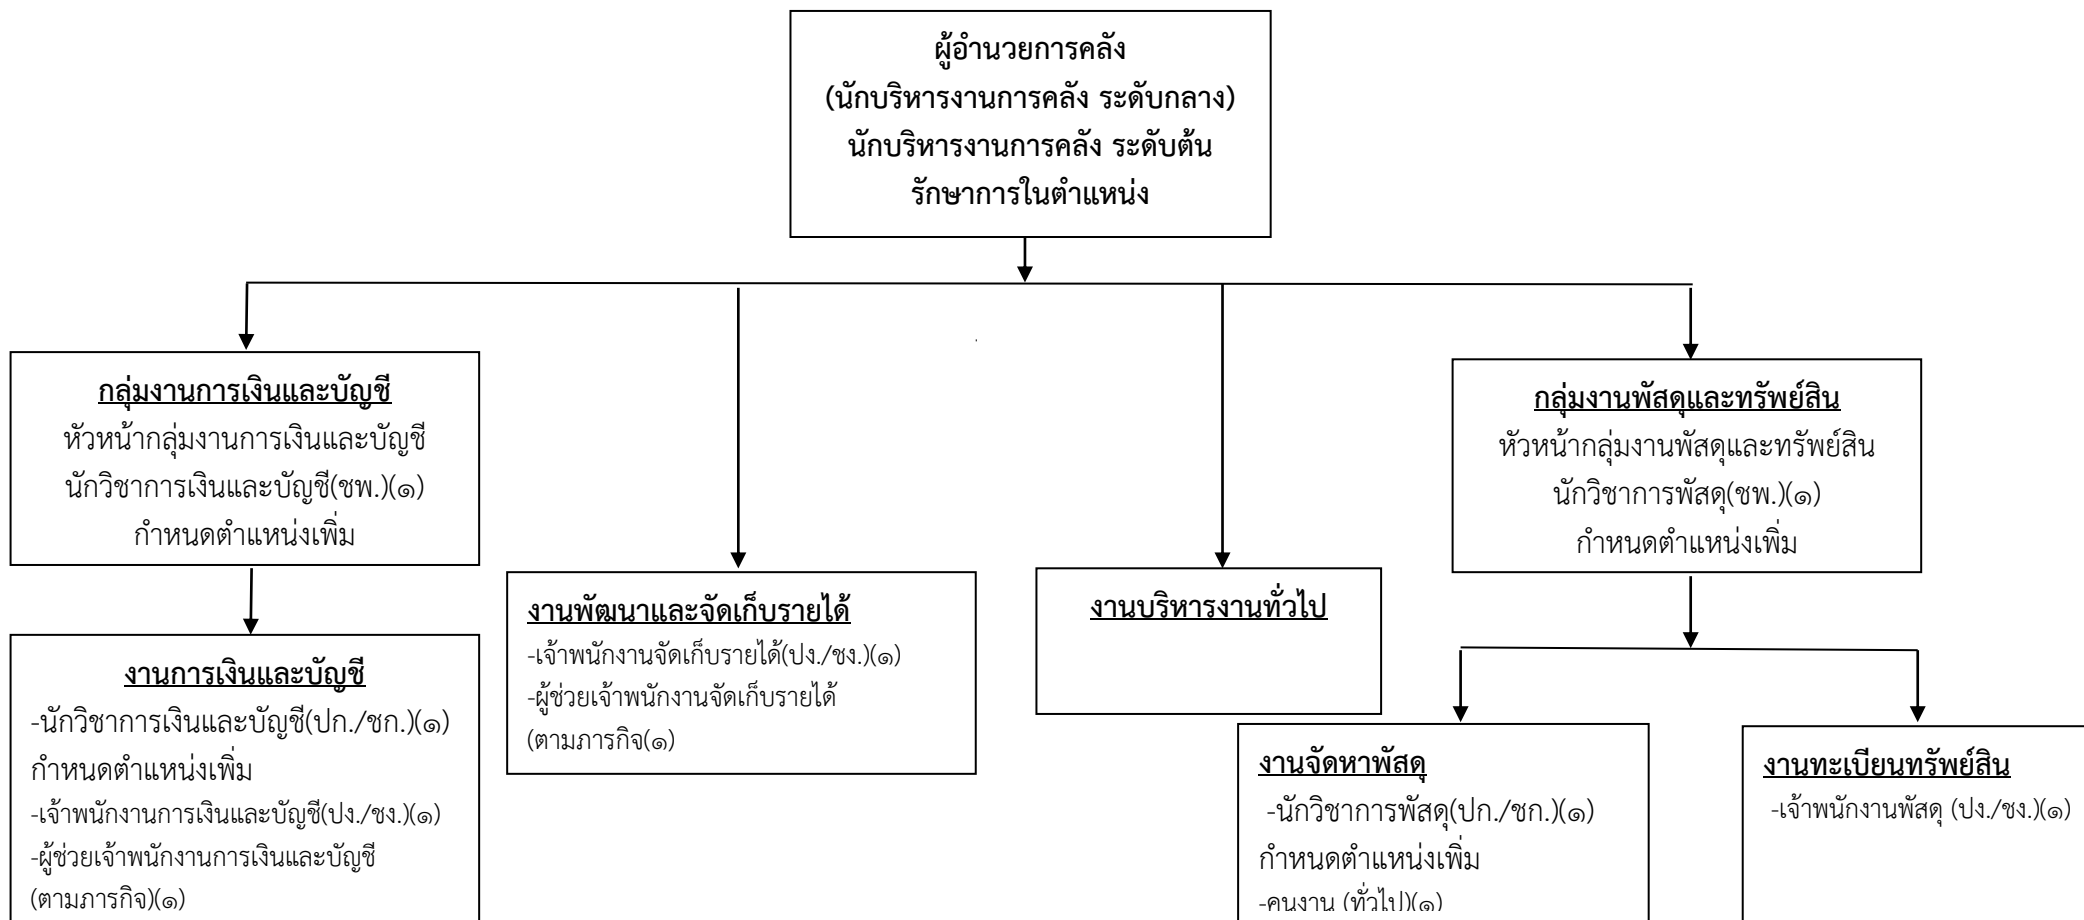 ผู้อำนวยการคลัง
(นักบริหารงานการคลัง ระดับกลาง)
นักบริหารงานการคลัง ระดับต้น
รักษาการในตำแหน่ง
กลุ่มงานการเงินและบัญชี
หัวหน้ากลุ่มงานการเงินและบัญชี
นักวิชาการเงินและบัญชี(ชพ.)(๑)
กำหนดตำแหน่งเพิ่ม
กลุ่มงานพัสดุและทรัพย์สิน
หัวหน้ากลุ่มงานพัสดุและทรัพย์สิน
นักวิชาการพัสดุ(ชพ.)(๑)
กำหนดตำแหน่งเพิ่ม
งานการเงินและบัญชี
-นักวิชาการเงินและบัญชี(ปก./ชก.)(๑)
กำหนดตำแหน่งเพิ่ม
-เจ้าพนักงานการเงินและบัญชี(ปง./ชง.)(๑)
-ผู้ช่วยเจ้าพนักงานการเงินและบัญชี
(ตามภารกิจ)(๑)
งานพัฒนาและจัดเก็บรายได้
-เจ้าพนักงานจัดเก็บรายได้(ปง./ชง.)(๑)
-ผู้ช่วยเจ้าพนักงานจัดเก็บรายได้
(ตามภารกิจ(๑)
งานบริหารงานทั่วไป
งานจัดหาพัสดุ
-นักวิชาการพัสดุ(ปก./ชก.)(๑)
กำหนดตำแหน่งเพิ่ม
-คนงาน (ทั่วไป)(๑)
งานทะเบียนทรัพย์สิน
-เจ้าพนักงานพัสดุ (ปง./ชง.)(๑)